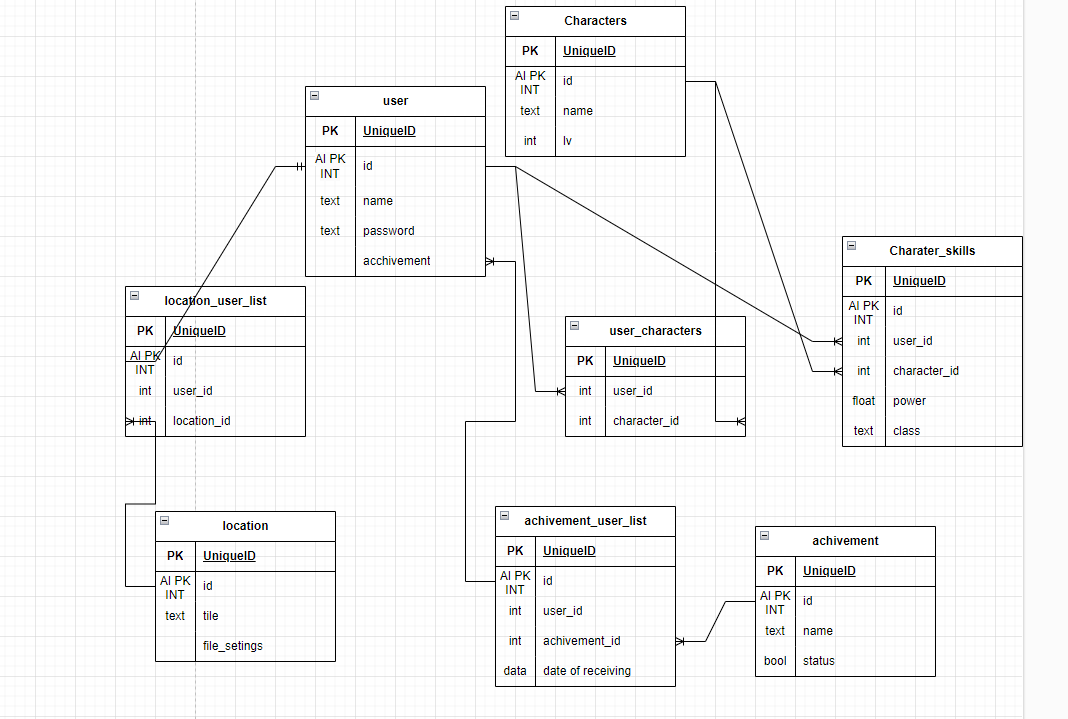 Characters
PK UniqueID
AI PK
INT id
text name
int lv
user
PK UniqueID
AI PK
INT id
text name
text password
acchivement
Charater_skills
PK UniqueID
AI PK
INT id
int user_id
int character_id
float power
text class
location_user_list
PK UniqueID
AI PK
INT id
int user_id
int location_id
user_characters
PK UniqueID
int user_id
int character_id
location
PK UniqueID
AI PK
INT id
text tile
file_setings
achivement_user_list
PK UniqueID
AI PK
INT id
int user_id
int achivement_id
data date of receiving
achivement
PK UniqueID
AI PK
INT id
text name
bool status